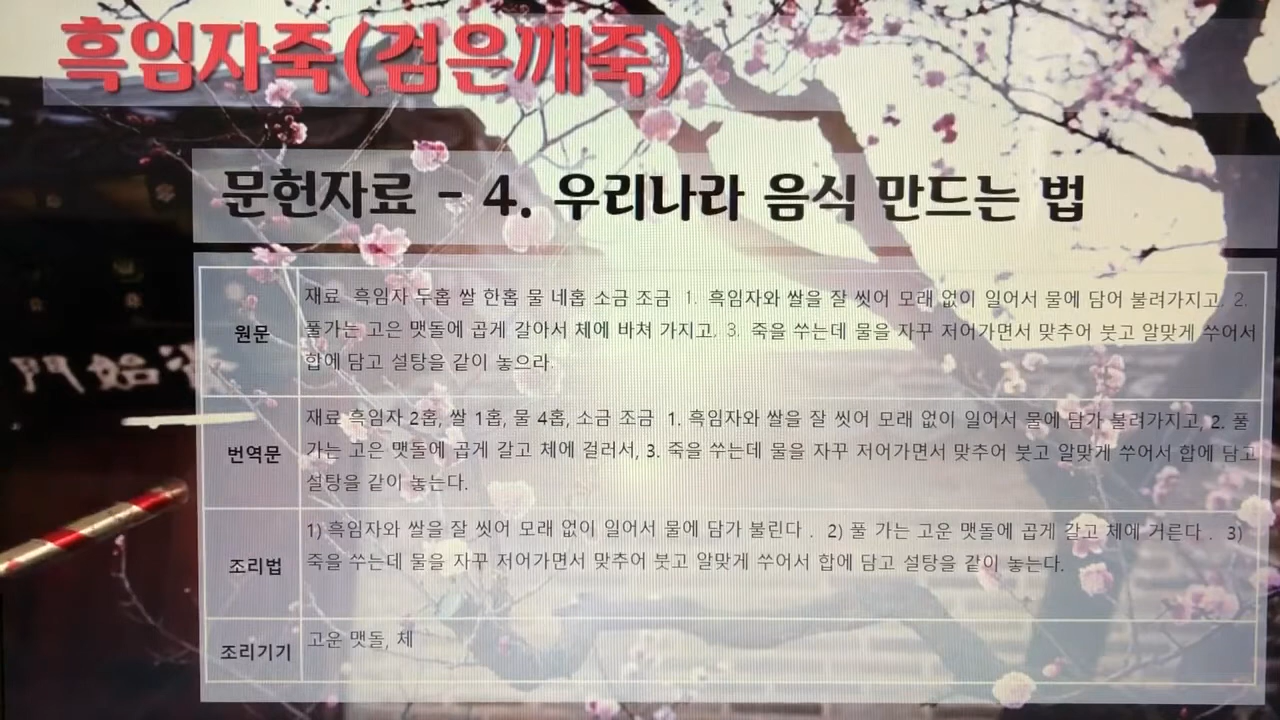 흑임자죽(검은깨죽)
문헌자료 - 4. 우리나라 음식 만드는 법
원문
재료 흑임자 두홉 쌀 한홉 물 네홉 소금 조금 1. 흑임자와 쌀을 잘 씻어 모래 없이 일어서 물에 담어 불려가지고. 2.
풀가는 고은 맷돌에 곱게 갈아서 체에 바쳐 가지고. 3. 죽을 쑤는데 물을 자꾸 저어가면서 맞추어 붓고 알맞게 쑤어서
합에 담고 설탕을 같이 놓으라.
번역문
재료 흑임자 2홉, 쌀 1홉, 물 4홉, 소금 조금 1. 흑임자와 쌀을 잘 씻어 모래 없이 일어서 물에 담가 불려가지고, 2. 풀
가는 고은 맷돌에 곱게 갈고 체에 걸러서, 3. 죽을 쑤는데 물을 자꾸 저어가면서 맞추어 붓고 알맞게 쑤어서 합에 담고
설탕을 같이 놓는다.
조리법
1) 흑임자와 쌀을 잘 씻어 모래 없이 일어서 물에 담가 불린다 . 2) 풀 가는 고운 맷돌에 곱게 갈고 체에 거른다 . 3)
죽을 쑤는데 물을 자꾸 저어가면서 맞추어 붓고 알맞게 쑤어서 합에 담고 설탕을 같이 놓는다.
조리기기
고운 맷돌, 체
門始